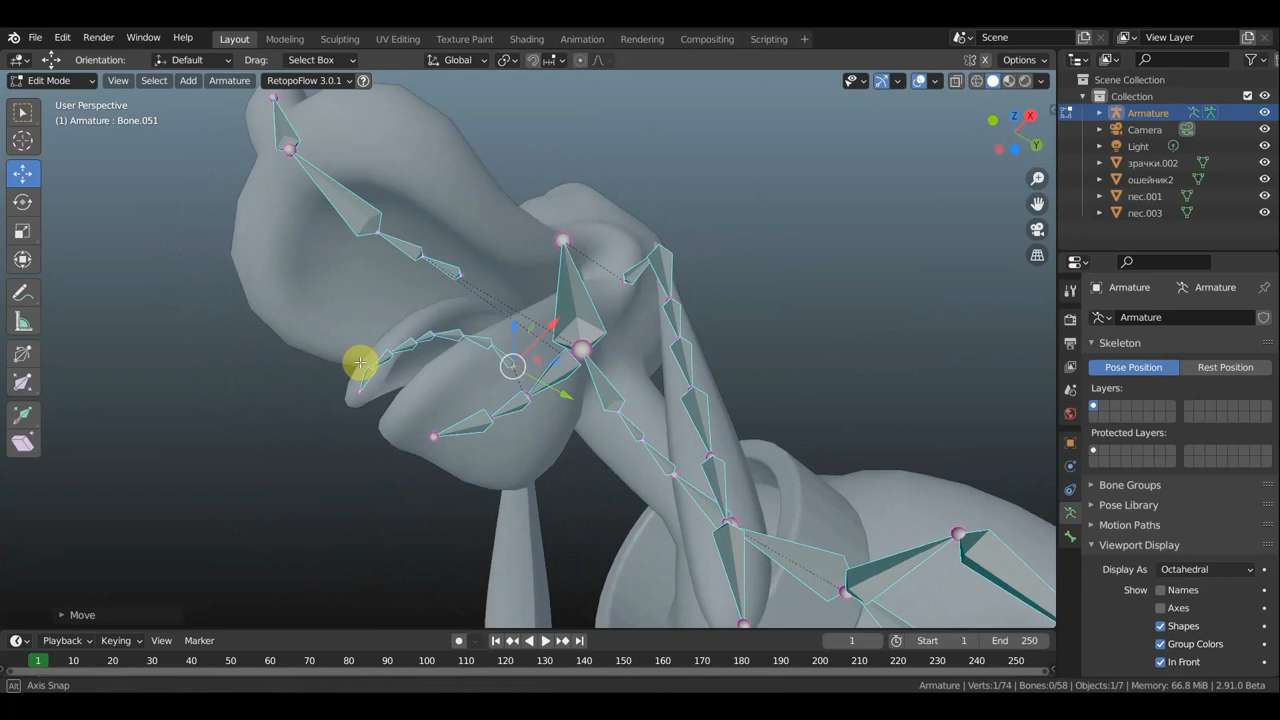 File Edit Render Window Help Layout Modeling Sculpting UV Editing Texture Paint Shading Animation Rendering Compositing Scripting + Scene View Layer
Orientation: Default Drag: Select Box Global X Options
Edit Mode View Select Add Armature RetopoFlow 3.0.1 ?
User Perspective
(1) Armature : Bone.051
Z X
Y
Scene Collection
Collection
Armature
Camera
Light
зрачки.002
ошейник2
пес.001
пес.003
Armature Armature
Armature
Skeleton
Pose Position Rest Position
Layers:
Protected Layers:
Bone Groups
Pose Library
Motion Paths
Viewport Display
Display As Octahedral
Show Names
Axes
Shapes
Group Colors
In Front
Move
Playback Keying View Marker 1 Start 1 End 250
1 10 20 30 40 50 60 70 80 90 100 110 120 130 140 150 160 170 180 190 200 210 220 230 240 250
Alt Axis Snap Armature | Verts:1/74 | Bones:0/58 | Objects:1/7 | Memory: 66.8 MiB | 2.91.0 Beta